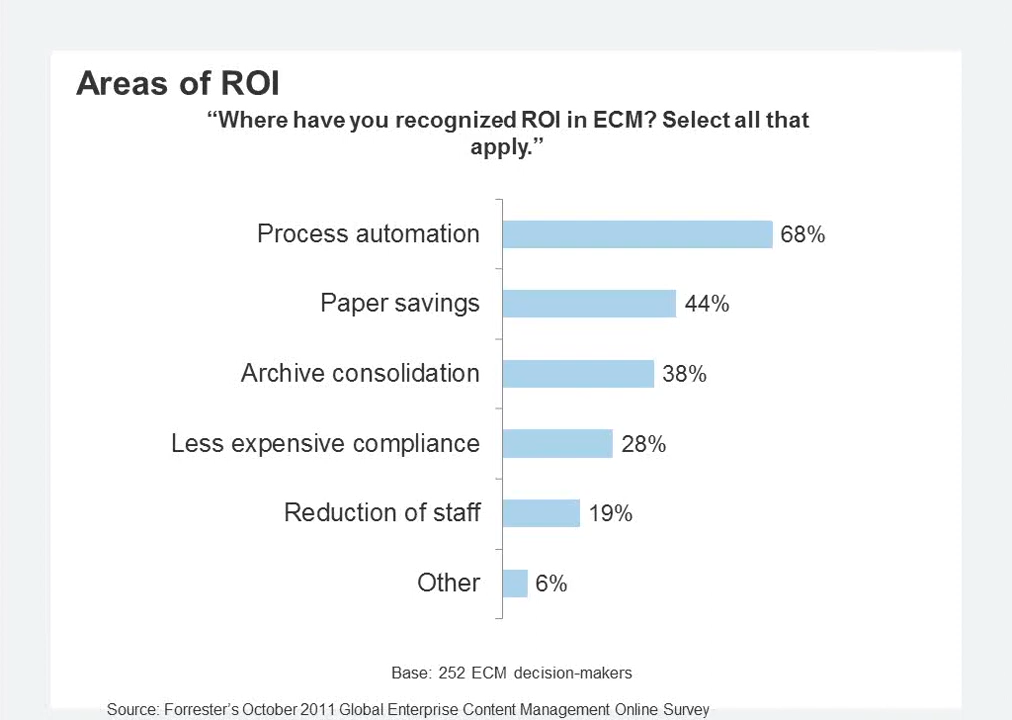 Areas of ROI
“Where have you recognized ROI in ECM? Select all that
apply.”
Process automation 68%
Paper savings 44%
Archive consolidation 38%
Less expensive compliance 28%
Reduction of staff 19%
Other 6%
Base: 252 ECM decision-makers
Source: Forrester’s October 2011 Global Enterprise Content Management Online Survey